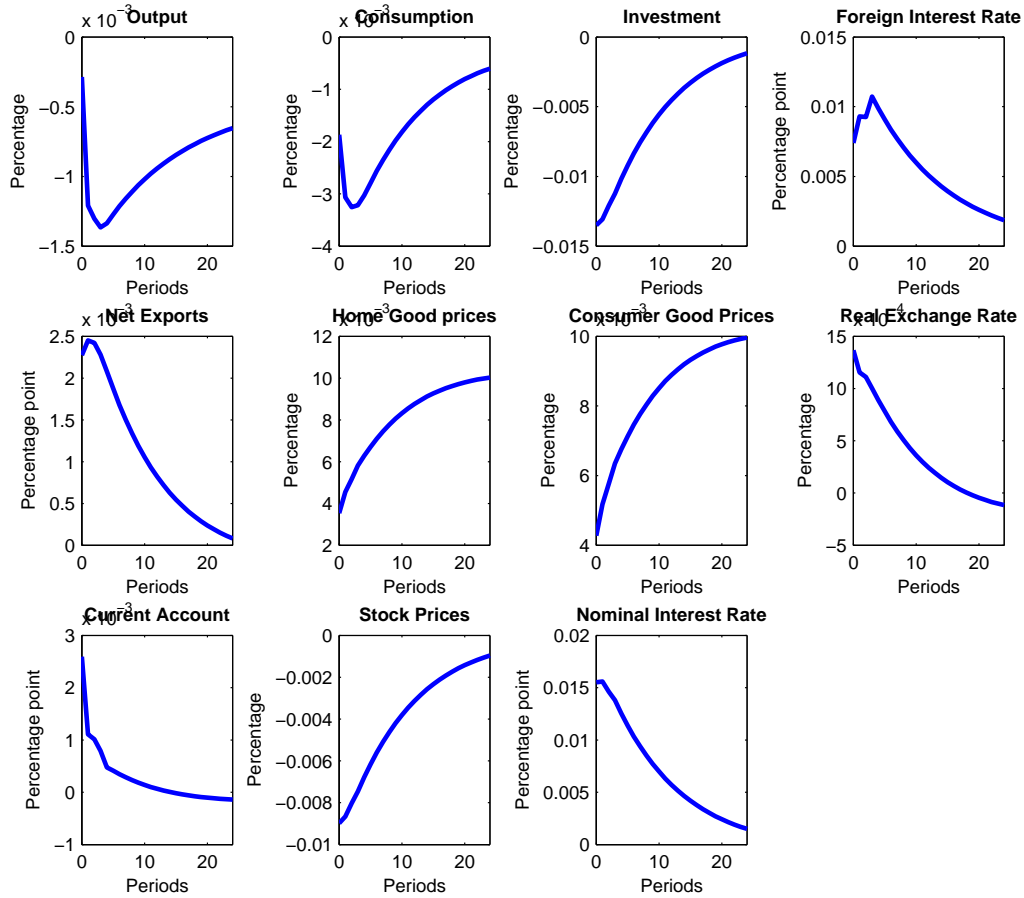 Output
x 10⁻³
0
−0.5
−1
−1.5
Percentage
0 10 20
Periods
Consumption
x 10⁻³
0
−1
−2
−3
−4
Percentage
0 10 20
Periods
Investment
0
−0.005
−0.01
−0.015
Percentage
0 10 20
Periods
Foreign Interest Rate
0.015
0.01
0.005
0
Percentage point
0 10 20
Periods
Net Exports
x 10⁻³
2.5
2
1.5
1
0.5
0
Percentage point
0 10 20
Periods
Home Good prices
x 10⁻³
12
10
8
6
4
2
Percentage
0 10 20
Periods
Consumer Good Prices
x 10⁻³
10
8
6
4
Percentage
0 10 20
Periods
Real Exchange Rate
x 10⁻⁴
15
10
5
0
−5
Percentage
0 10 20
Periods
Current Account
x 10⁻³
3
2
1
0
−1
Percentage point
0 10 20
Periods
Stock Prices
0
−0.002
−0.004
−0.006
−0.008
−0.01
Percentage
0 10 20
Periods
Nominal Interest Rate
0.02
0.015
0.01
0.005
0
Percentage point
0 10 20
Periods